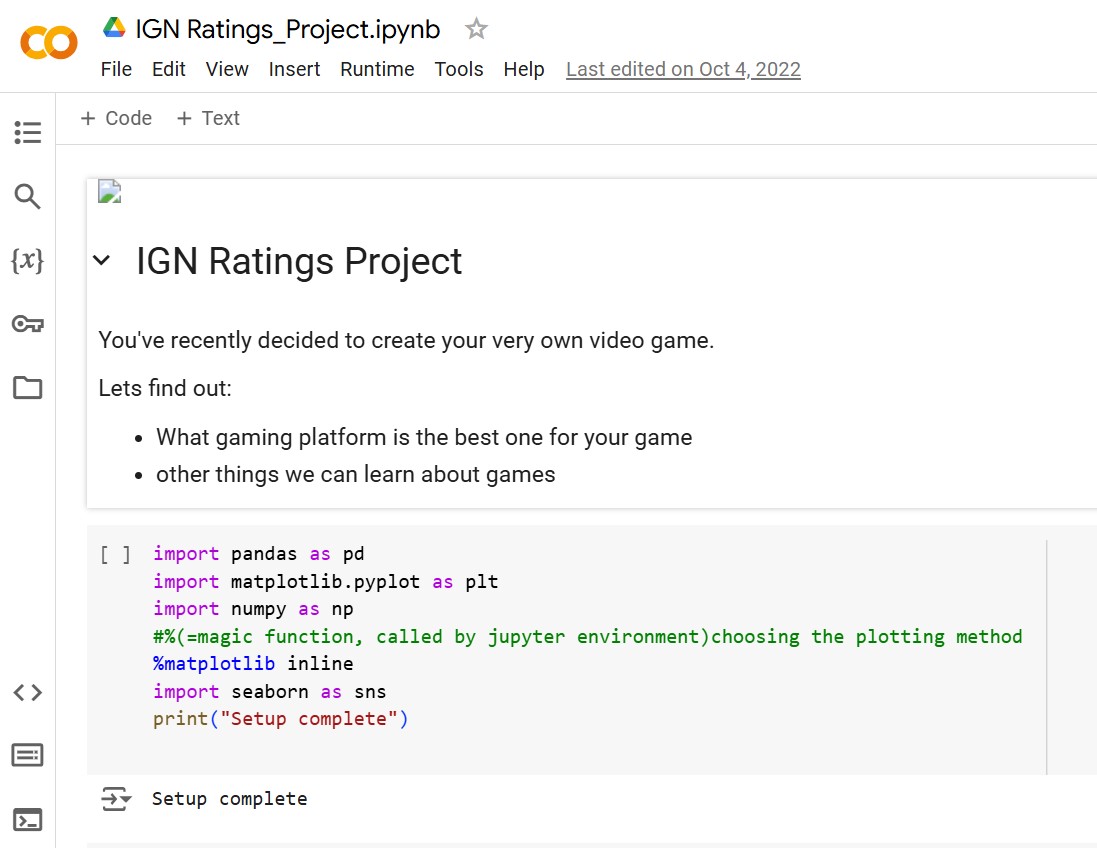 IGN Ratings_Project.ipynb
File Edit View Insert Runtime Tools Help Last edited on Oct 4, 2022
+ Code + Text
{x}
IGN Ratings Project
You've recently decided to create your very own video game.
Lets find out:
• What gaming platform is the best one for your game
• other things we can learn about games
[ ] import pandas as pd
import matplotlib.pyplot as plt
import numpy as np
#%(=magic function, called by jupyter environment)choosing the plotting method
%matplotlib inline
import seaborn as sns
print("Setup complete")
Setup complete